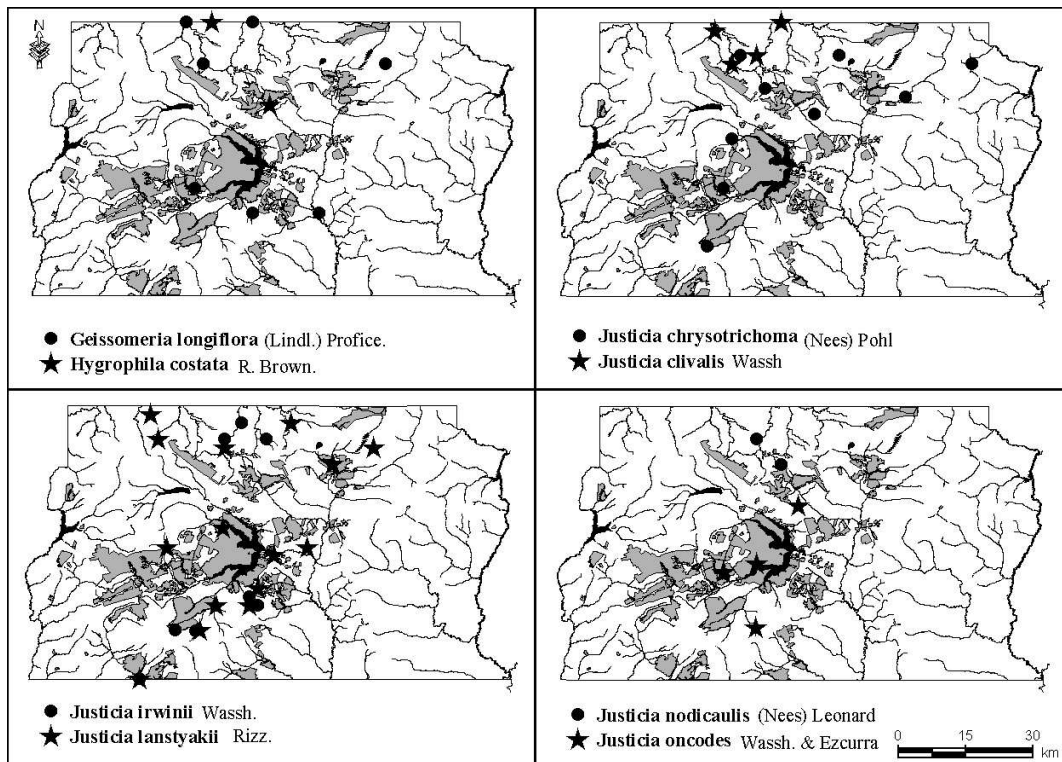 N
Geissomeria longiflora (Lindl.) Profice.
Hygrophila costata R. Brown.
Justicia chrysotrichoma (Nees) Pohl
Justicia clivalis Wassh
Justicia irwinii Wassh.
Justicia lanstyakii Rizz.
Justicia nodicaulis (Nees) Leonard
Justicia oncodes Wassh. & Ezcurra
0 15 30
km